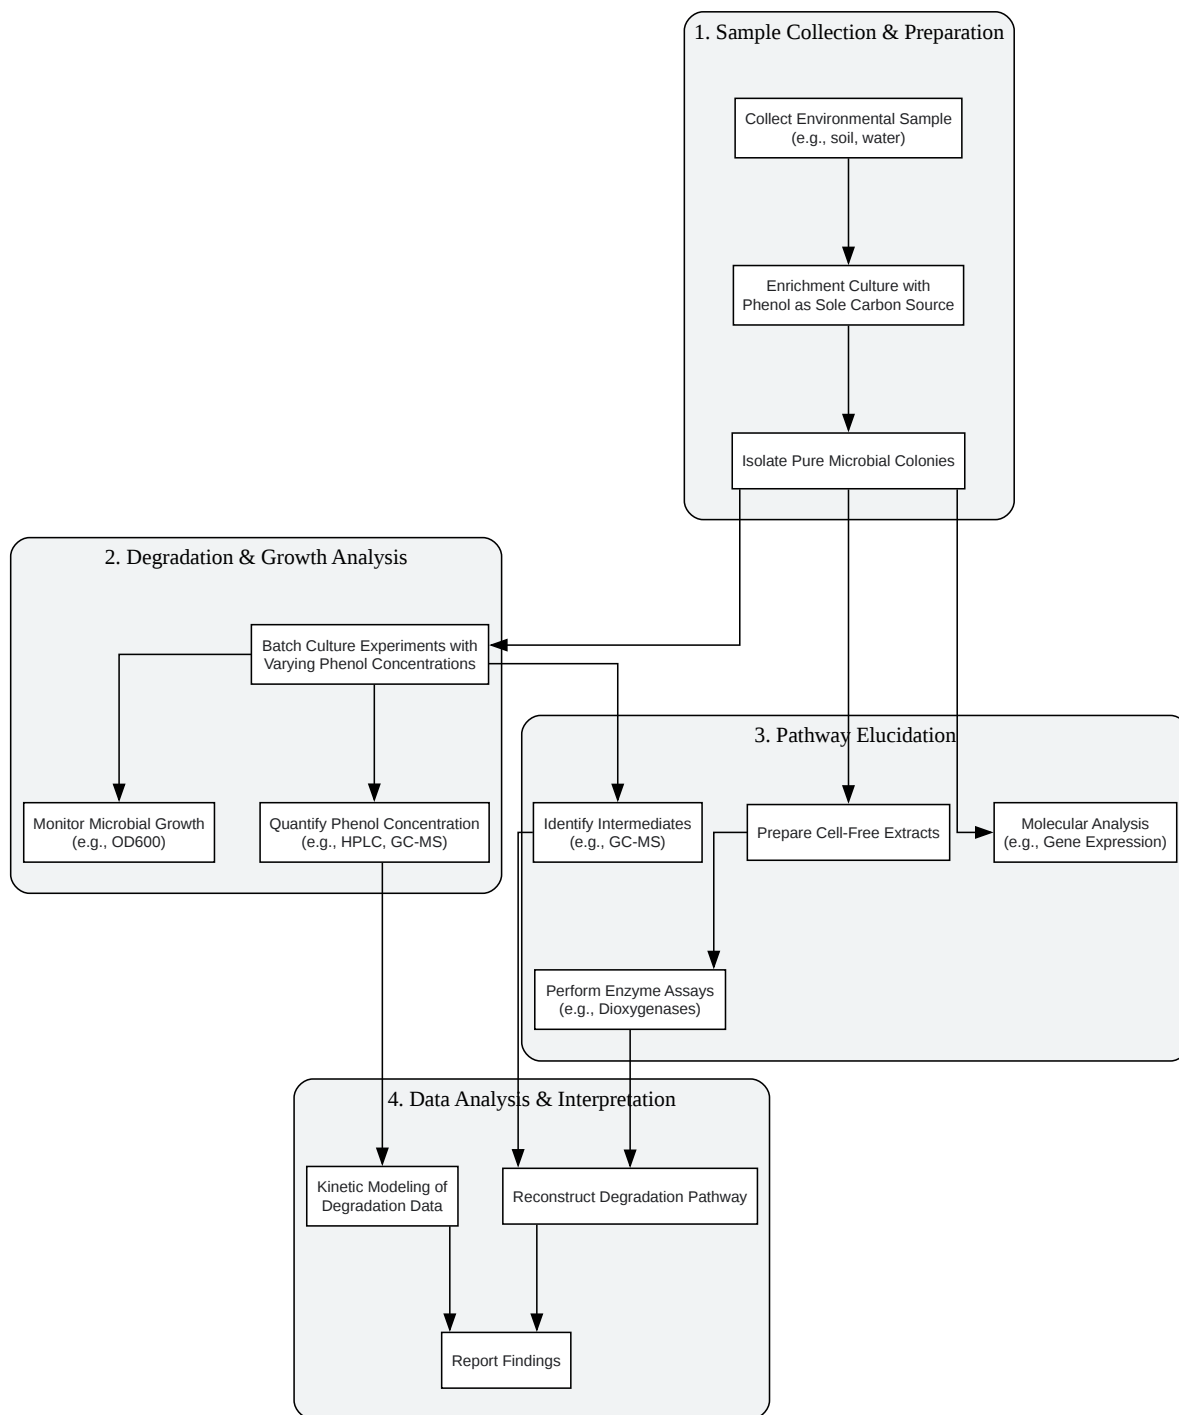 1. Sample Collection & Preparation
Collect Environmental Sample
(e.g., soil, water)
Enrichment Culture with
Phenol as Sole Carbon Source
Isolate Pure Microbial Colonies
2. Degradation & Growth Analysis
Batch Culture Experiments with
Varying Phenol Concentrations
Monitor Microbial Growth
(e.g., OD600)
Quantify Phenol Concentration
(e.g., HPLC, GC-MS)
3. Pathway Elucidation
Identify Intermediates
(e.g., GC-MS)
Prepare Cell-Free Extracts
Molecular Analysis
(e.g., Gene Expression)
Perform Enzyme Assays
(e.g., Dioxygenases)
4. Data Analysis & Interpretation
Kinetic Modeling of
Degradation Data
Reconstruct Degradation Pathway
Report Findings